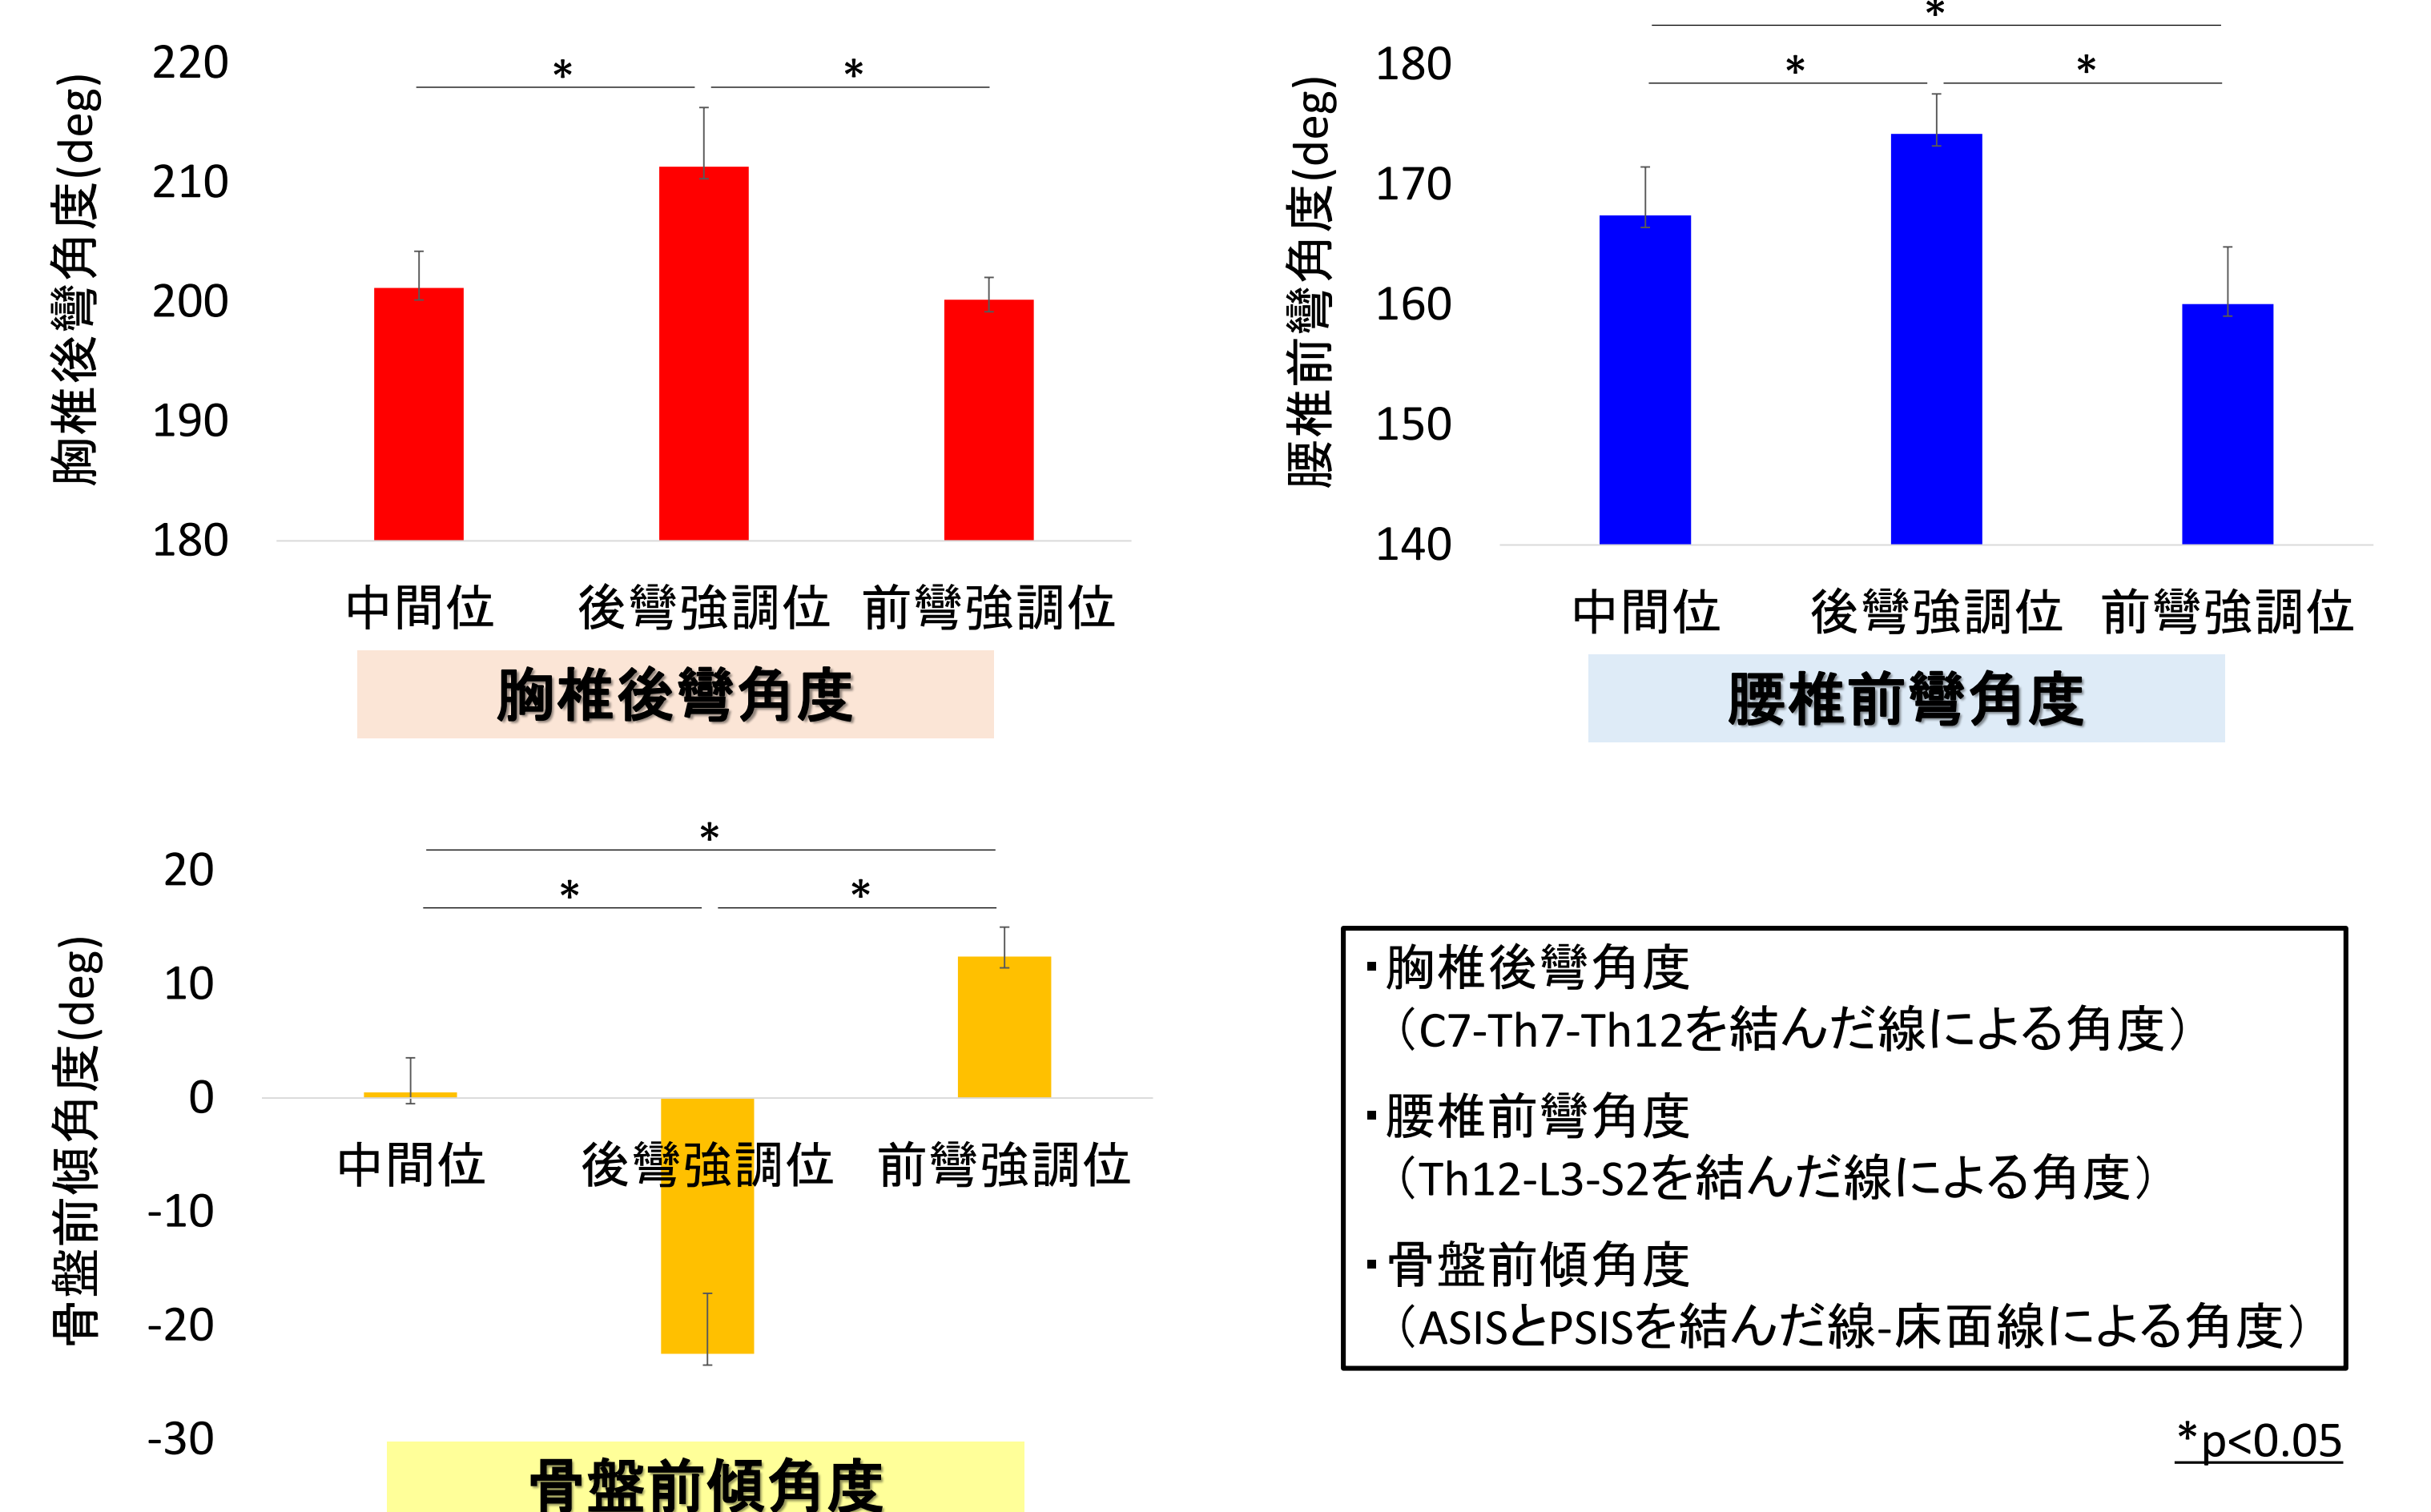 *
* *
220
210
200
190
180
胸椎後彎角度(deg)
中間位 後彎強調位 前彎強調位
胸椎後彎角度
*
* *
180
170
160
150
140
腰椎前彎角度(deg)
中間位 後彎強調位 前彎強調位
腰椎前彎角度
*
* *
20
10
0
-10
-20
-30
骨盤前傾角度(deg)
中間位 後彎強調位 前彎強調位
骨盤前傾角度
・胸椎後彎角度
（C7-Th7-Th12を結んだ線による角度）
・腰椎前彎角度
（Th12-L3-S2を結んだ線による角度）
・骨盤前傾角度
（ASISとPSISを結んだ線-床面線による角度）
*p<0.05